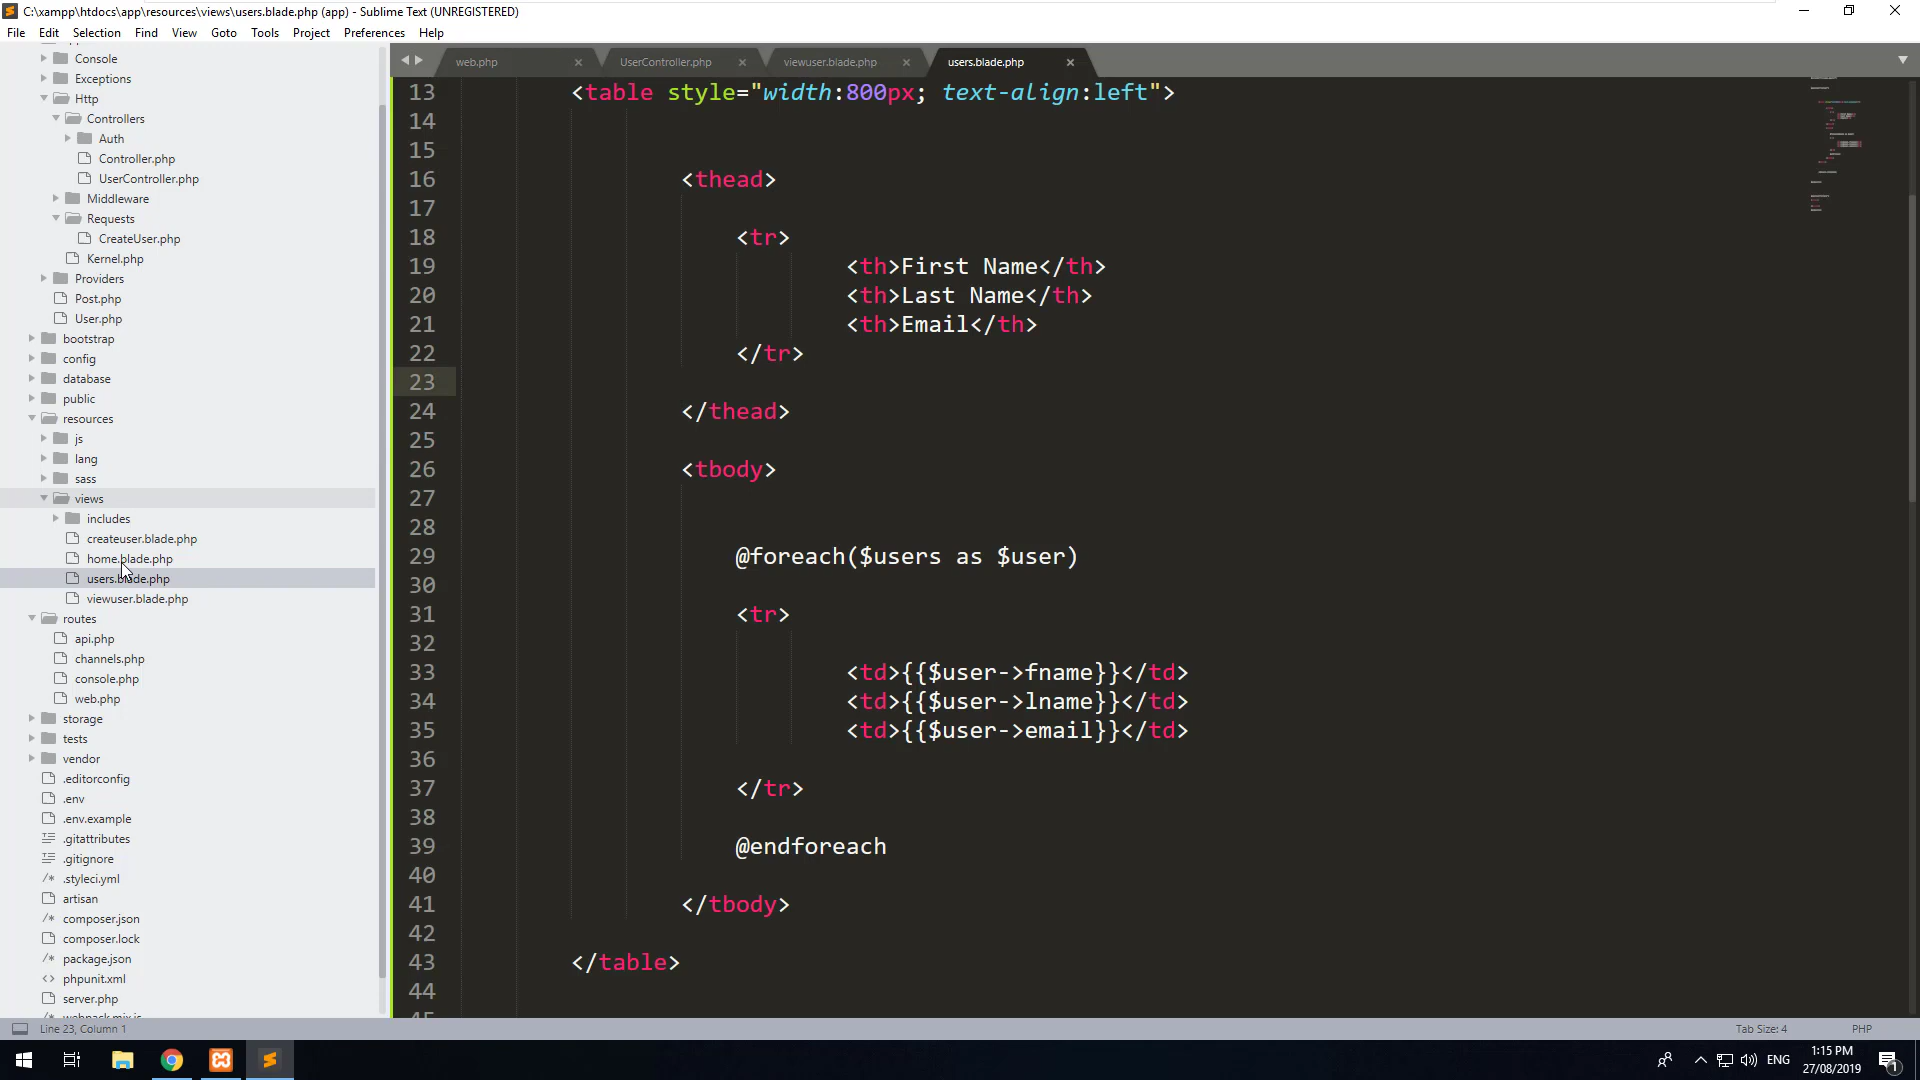 C:\xampp\htdocs\app\resources\views\users.blade.php (app) - Sublime Text (UNREGISTERED)
File Edit Selection Find View Goto Tools Project Preferences Help
Console
Exceptions
Http
Controllers
Auth
Controller.php
UserController.php
Middleware
Requests
CreateUser.php
Kernel.php
Providers
Post.php
User.php
bootstrap
config
database
public
resources
js
lang
sass
views
includes
createuser.blade.php
home.blade.php
users.blade.php
viewuser.blade.php
routes
api.php
channels.php
console.php
web.php
storage
tests
vendor
.editorconfig
.env
.env.example
.gitattributes
.gitignore
.styleci.yml
artisan
composer.json
composer.lock
package.json
phpunit.xml
server.php
webpack.mix.js
web.php UserController.php viewuser.blade.php users.blade.php
13 <table style="width:800px; text-align:left">
14
15
16 <thead>
17
18 <tr>
19 <th>First Name</th>
20 <th>Last Name</th>
21 <th>Email</th>
22 </tr>
23
24 </thead>
25
26 <tbody>
27
28
29 @foreach($users as $user)
30
31 <tr>
32
33 <td>{{$user->fname}}</td>
34 <td>{{$user->lname}}</td>
35 <td>{{$user->email}}</td>
36
37 </tr>
38
39 @endforeach
40
41 </tbody>
42
43 </table>
44
45
Line 23, Column 1 Tab Size: 4 PHP
ENG 1:15 PM
27/08/2019 1